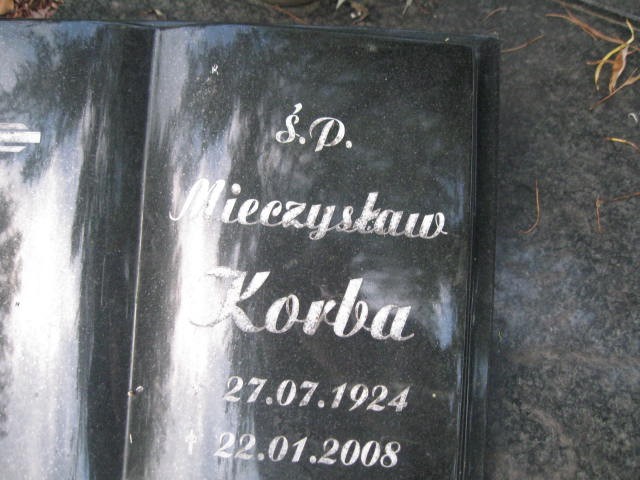 Ś.P.
Mieczysław
Korba
27.07.1924
✝ 22.01.2008